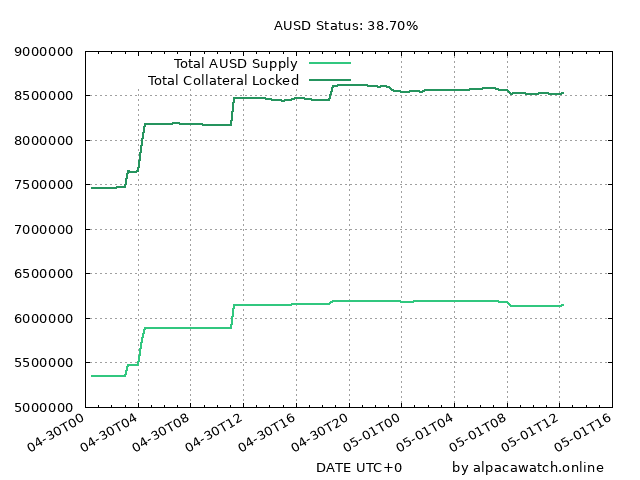 AUSD Status: 38.70%
9000000
8500000
8000000
7500000
7000000
6500000
6000000
5500000
5000000
Total AUSD Supply
Total Collateral Locked
04-30T00
04-30T04
04-30T08
04-30T12
04-30T16
04-30T20
05-01T00
05-01T04
05-01T08
05-01T12
05-01T16
DATE UTC+0
by alpacawatch.online